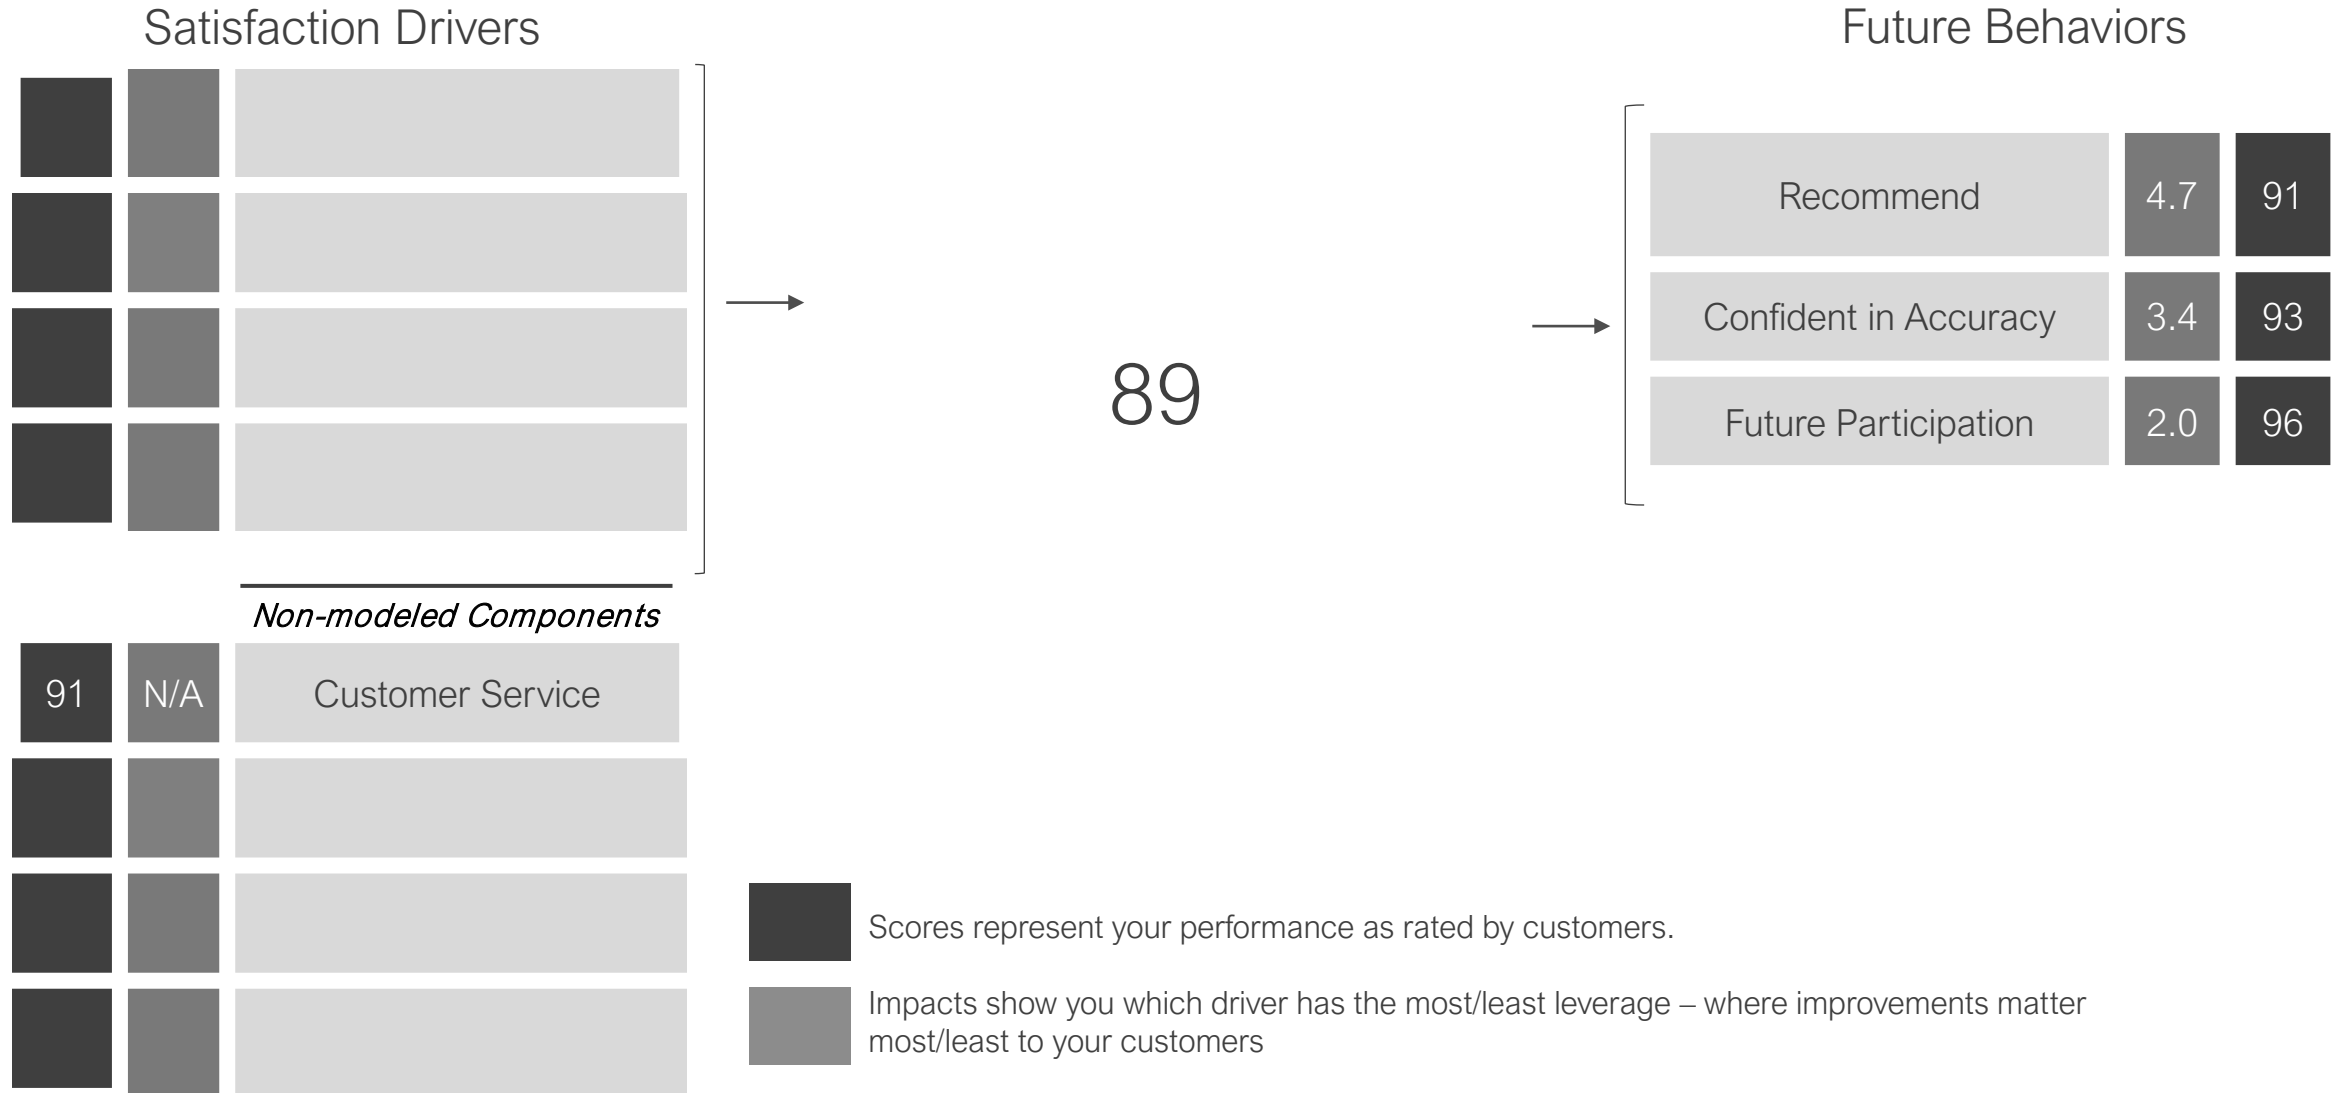 Satisfaction Drivers
Future Behaviors
Recommend 4.7 91
Confident in Accuracy 3.4 93
Future Participation 2.0 96
89
Non-modeled Components
91 N/A Customer Service
Scores represent your performance as rated by customers.
Impacts show you which driver has the most/least leverage – where improvements matter
most/least to your customers